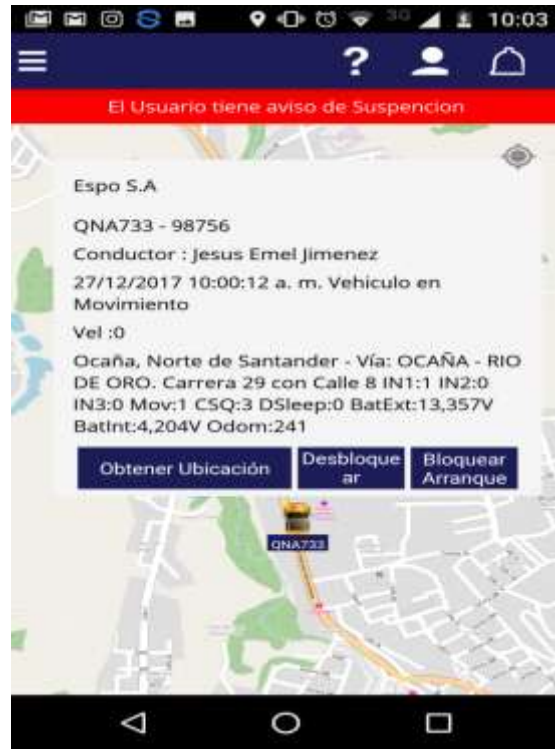 3G 10:03
?
El Usuario tiene aviso de Suspencion
Espo S.A
QNA733 - 98756
Conductor : Jesus Emel Jimenez
27/12/2017 10:00:12 a. m. Vehiculo en
Movimiento
Vel :0
Ocaña, Norte de Santander - Vía: OCAÑA - RIO
DE ORO. Carrera 29 con Calle 8 IN1:1 IN2:0
IN3:0 Mov:1 CSQ:3 DSleep:0 BatExt:13,357V
BatInt:4,204V Odom:241
Obtener Ubicación
Desbloque
ar
Bloquear
Arranque
QNA733